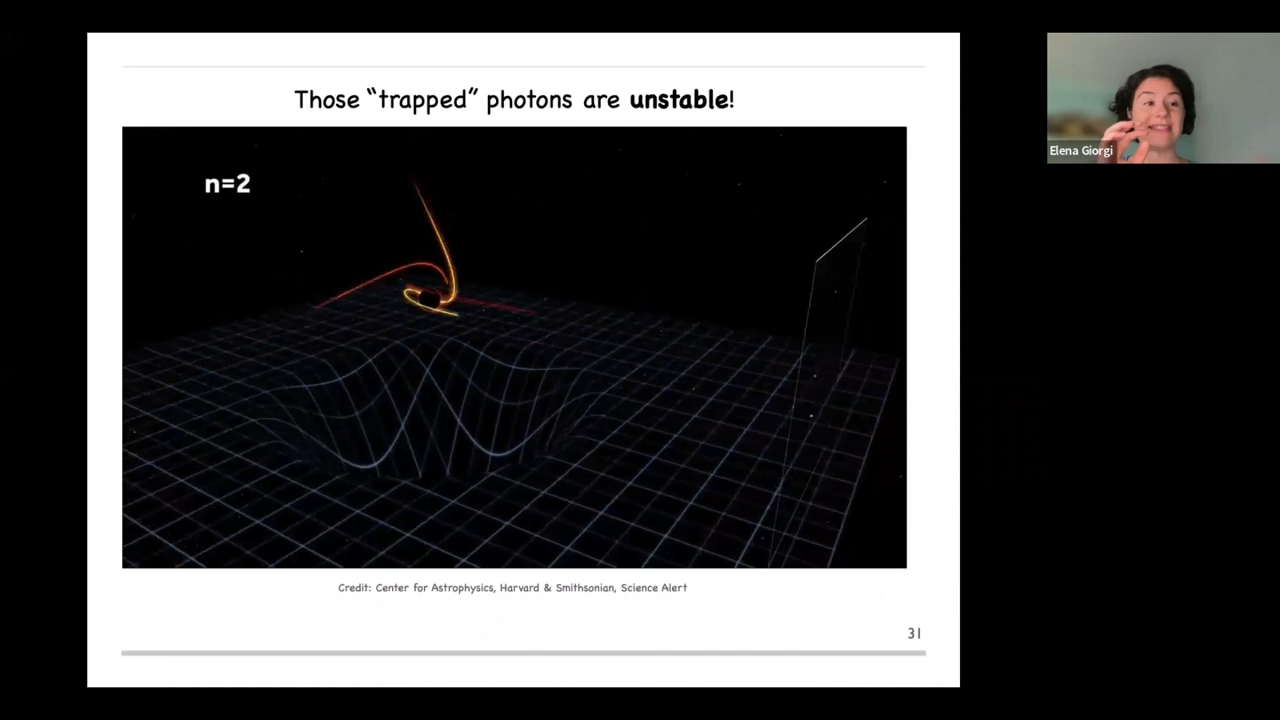 Those “trapped” photons are unstable!
n=2
Elena Giorgi
Credit: Center for Astrophysics, Harvard & Smithsonian, Science Alert
31